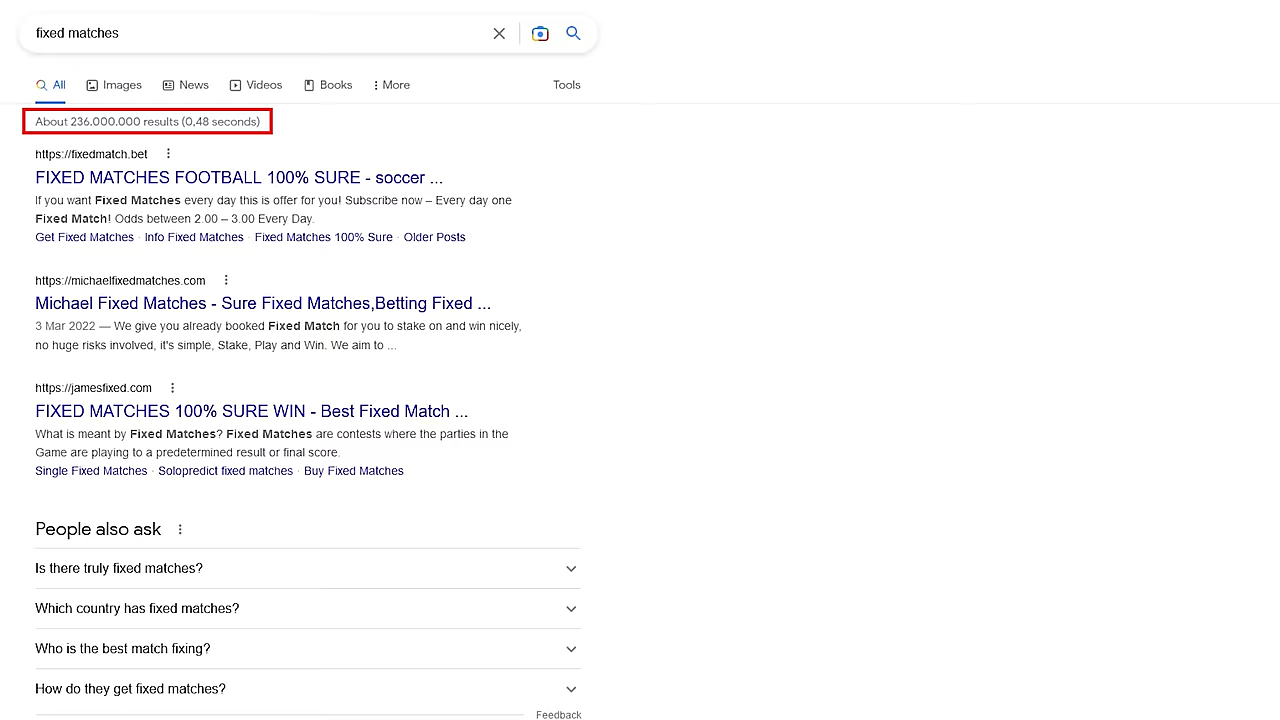 fixed matches
All Images News Videos Books More Tools
About 236.000.000 results (0,48 seconds)
https://fixedmatch.bet
FIXED MATCHES FOOTBALL 100% SURE - soccer ...
If you want Fixed Matches every day this is offer for you! Subscribe now – Every day one
Fixed Match! Odds between 2.00 – 3.00 Every Day.
Get Fixed Matches · Info Fixed Matches · Fixed Matches 100% Sure · Older Posts
https://michaelfixedmatches.com
Michael Fixed Matches - Sure Fixed Matches,Betting Fixed ...
3 Mar 2022 — We give you already booked Fixed Match for you to stake on and win nicely,
no huge risks involved, it's simple, Stake, Play and Win. We aim to ...
https://jamesfixed.com
FIXED MATCHES 100% SURE WIN - Best Fixed Match ...
What is meant by Fixed Matches? Fixed Matches are contests where the parties in the
Game are playing to a predetermined result or final score.
Single Fixed Matches · Solopredict fixed matches · Buy Fixed Matches
People also ask
Is there truly fixed matches?
Which country has fixed matches?
Who is the best match fixing?
How do they get fixed matches?
Feedback